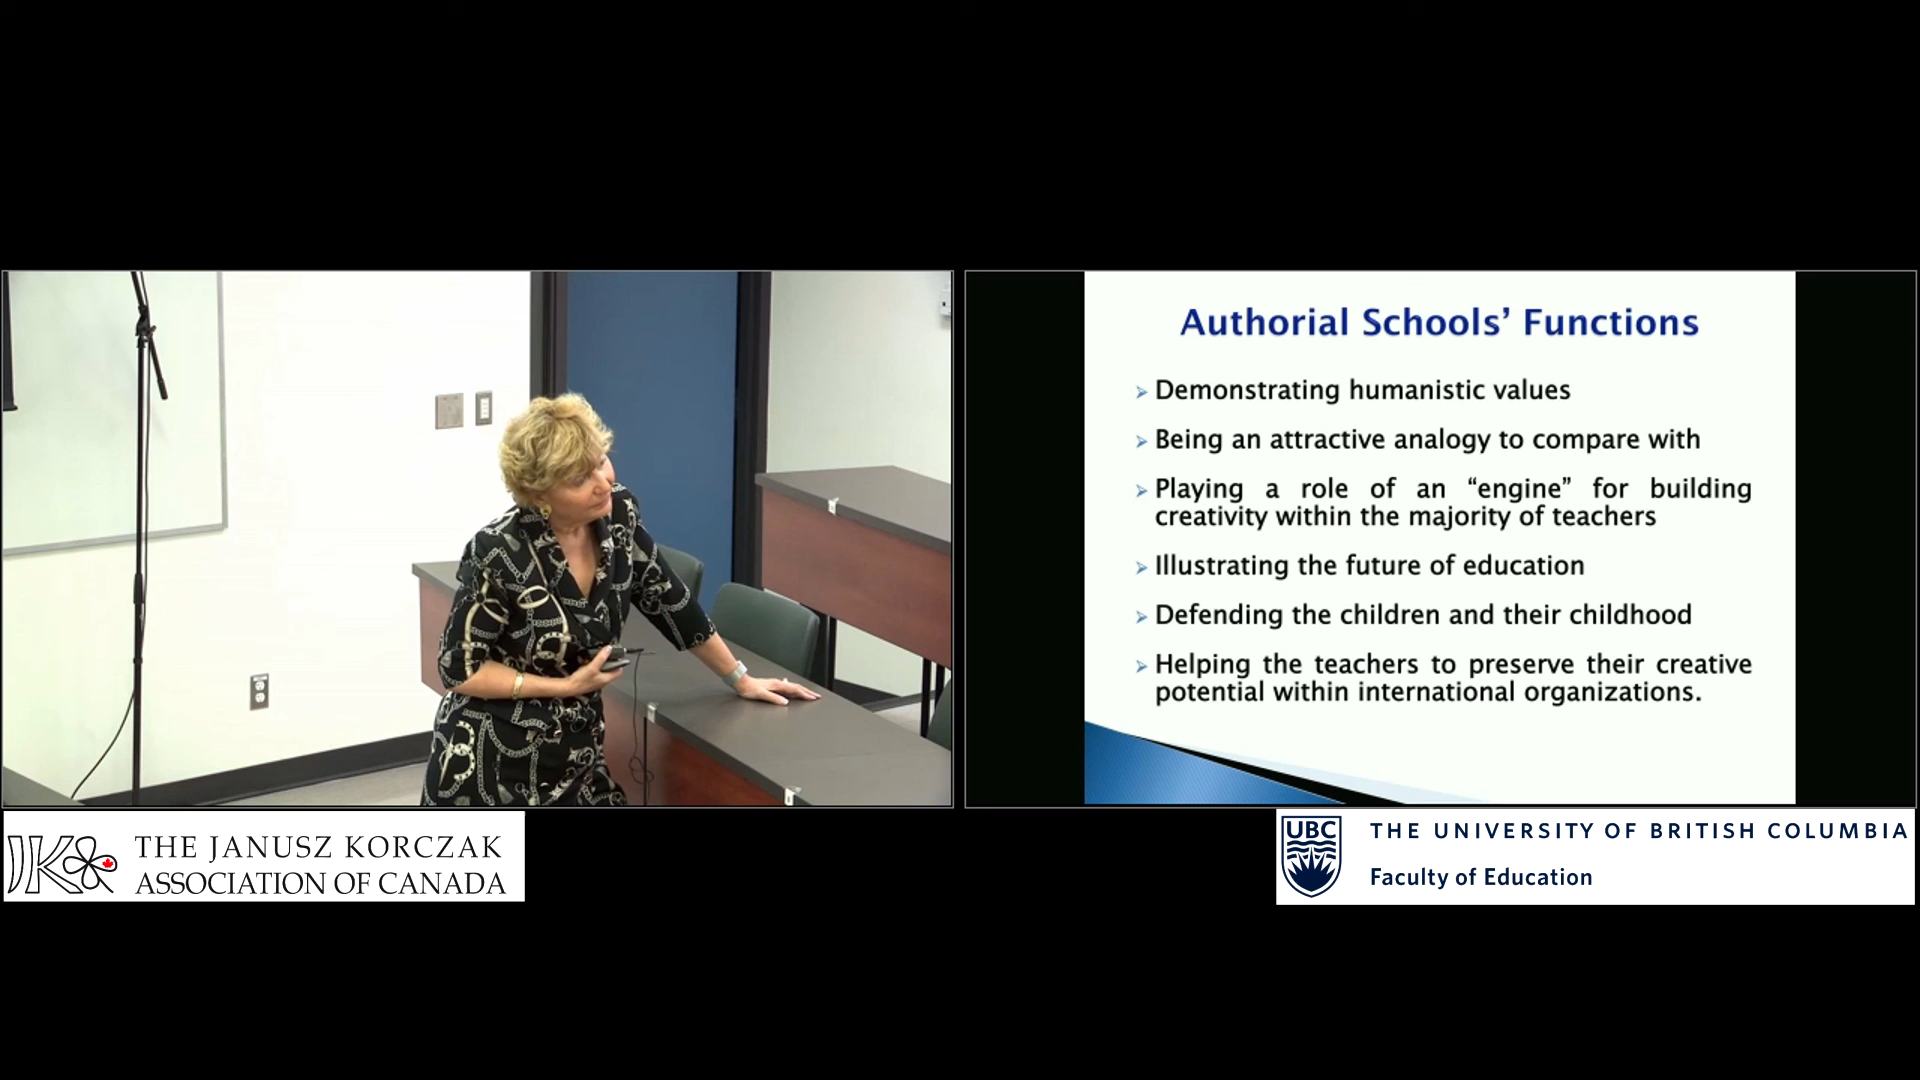 Authorial Schools’ Functions
Demonstrating humanistic values
Being an attractive analogy to compare with
Playing a role of an “engine” for building
creativity within the majority of teachers
Illustrating the future of education
Defending the children and their childhood
Helping the teachers to preserve their creative
potential within international organizations.
JK
THE JANUSZ KORCZAK
ASSOCIATION OF CANADA
UBC
THE UNIVERSITY OF BRITISH COLUMBIA
Faculty of Education